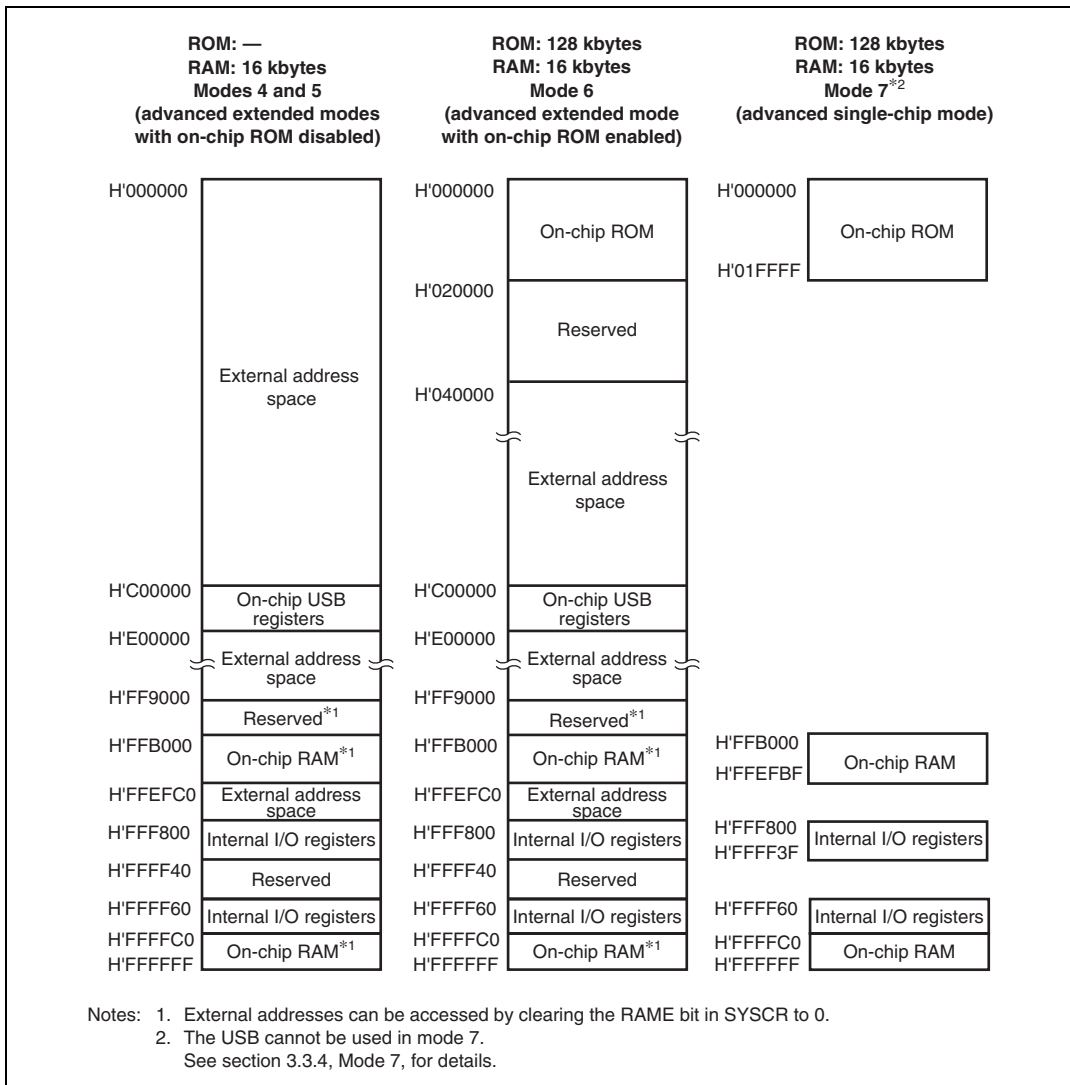 ROM: —
RAM: 16 kbytes
Modes 4 and 5
(advanced extended modes
with on-chip ROM disabled)
H'000000
External address
space
H'C00000
On-chip USB
registers
H'E00000
External address
space
H'FF9000
Reserved*1
H'FFB000
On-chip RAM*1
H'FFEFC0
External address
space
H'FFF800
Internal I/O registers
H'FFFF40
Reserved
H'FFFF60
Internal I/O registers
H'FFFFC0
On-chip RAM*1
H'FFFFFF
ROM: 128 kbytes
RAM: 16 kbytes
Mode 6
(advanced extended mode
with on-chip ROM enabled)
H'000000
On-chip ROM
H'020000
Reserved
H'040000
External address
space
H'C00000
On-chip USB
registers
H'E00000
External address
space
H'FF9000
Reserved*1
H'FFB000
On-chip RAM*1
H'FFEFC0
External address
space
H'FFF800
Internal I/O registers
H'FFFF40
Reserved
H'FFFF60
Internal I/O registers
H'FFFFC0
On-chip RAM*1
H'FFFFFF
ROM: 128 kbytes
RAM: 16 kbytes
Mode 7*2
(advanced single-chip mode)
H'000000
On-chip ROM
H'01FFFF
H'FFB000
On-chip RAM
H'FFEFBF
H'FFF800
Internal I/O registers
H'FFFF3F
H'FFFF60
Internal I/O registers
H'FFFFC0
On-chip RAM
H'FFFFFF
Notes: 1. External addresses can be accessed by clearing the RAME bit in SYSCR to 0.
2. The USB cannot be used in mode 7.
See section 3.3.4, Mode 7, for details.